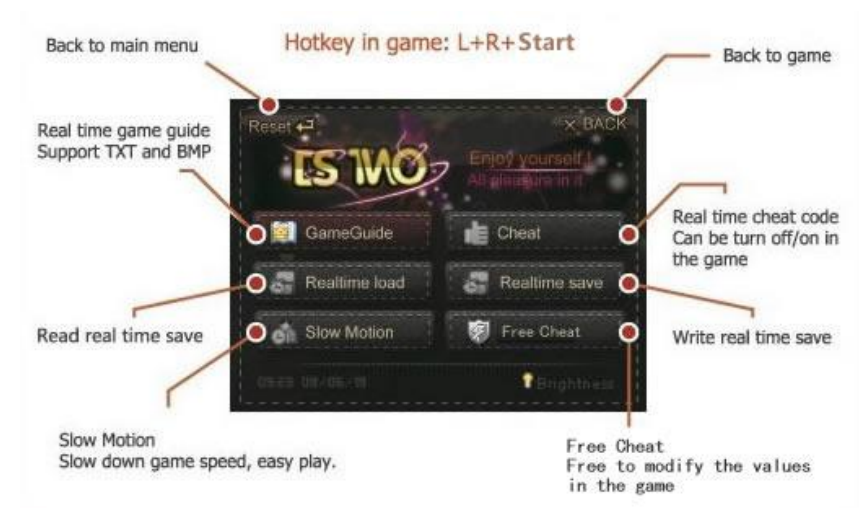 Back to main menu
Hotkey in game: L+R+Start
Back to game
Reset
× BACK
Real time game guide
Support TXT and BMP
Enjoy yourself !
All pleasure in it
Real time cheat code
Can be turn off/on in
the game
GameGuide
Cheat
Realtime load
Realtime save
Read real time save
Slow Motion
Free Cheat
Write real time save
Brightness
Slow Motion
Slow down game speed, easy play.
Free Cheat
Free to modify the values
in the game